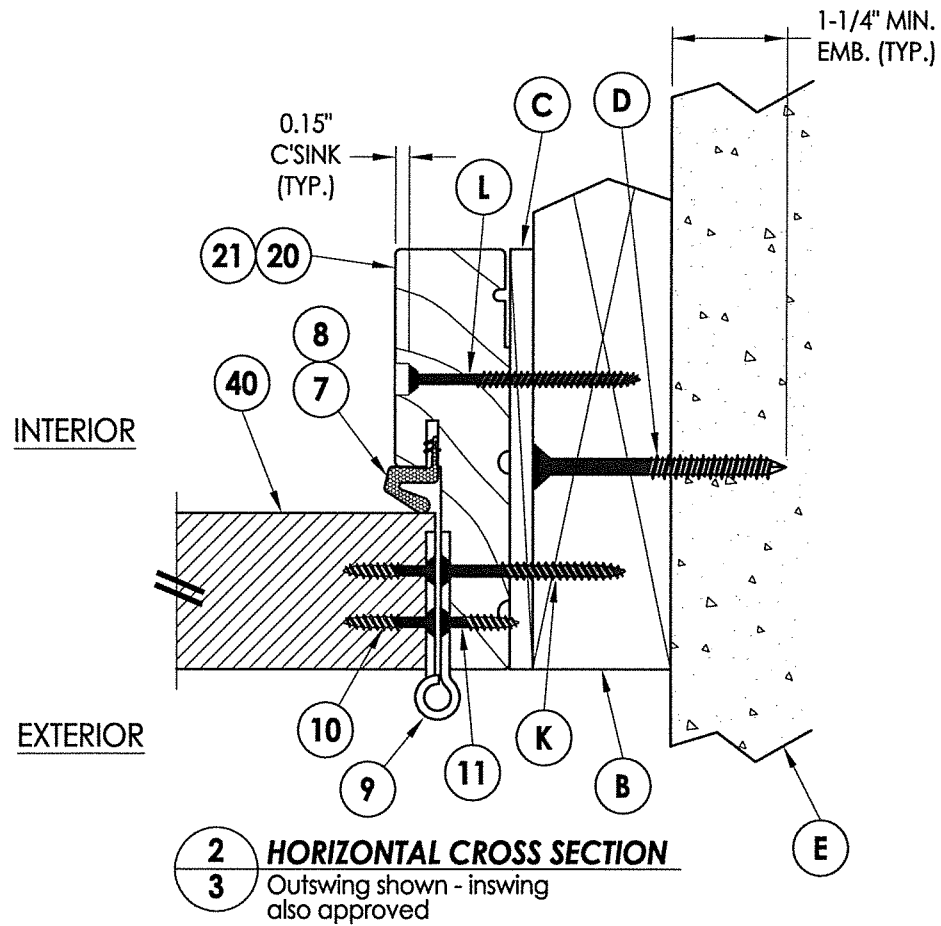 1-1/4" MIN.
EMB. (TYP.)
C
D
0.15"
C'SINK
(TYP.)
L
21
20
8
7
40
INTERIOR
EXTERIOR
10
9
11
K
B
E
2
3
HORIZONTAL CROSS SECTION
Outswing shown - inswing
also approved